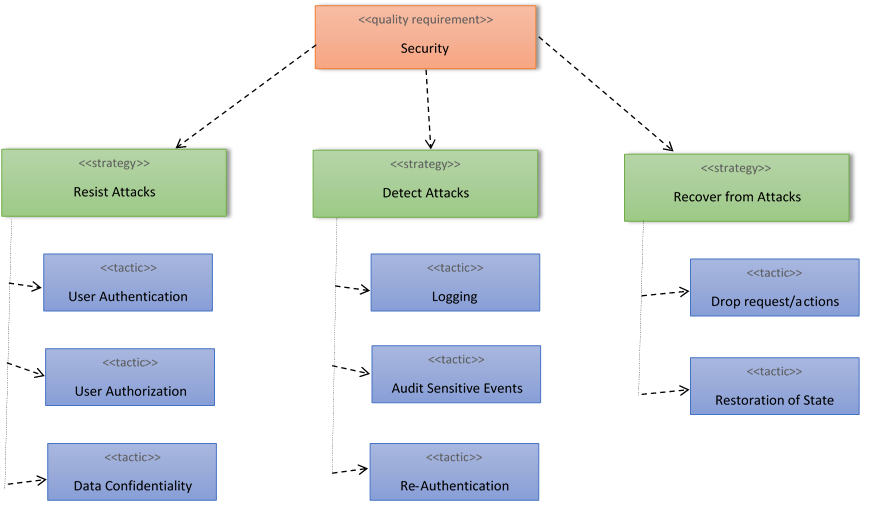 <<quality requirement>>
Security
<<strategy>>
Resist Attacks
<<tactic>>
User Authentication
<<tactic>>
User Authorization
<<tactic>>
Data Confidentiality
<<strategy>>
Detect Attacks
<<tactic>>
Logging
<<tactic>>
Audit Sensitive Events
<<tactic>>
Re-Authentication
<<strategy>>
Recover from Attacks
<<tactic>>
Drop request/actions
<<tactic>>
Restoration of State